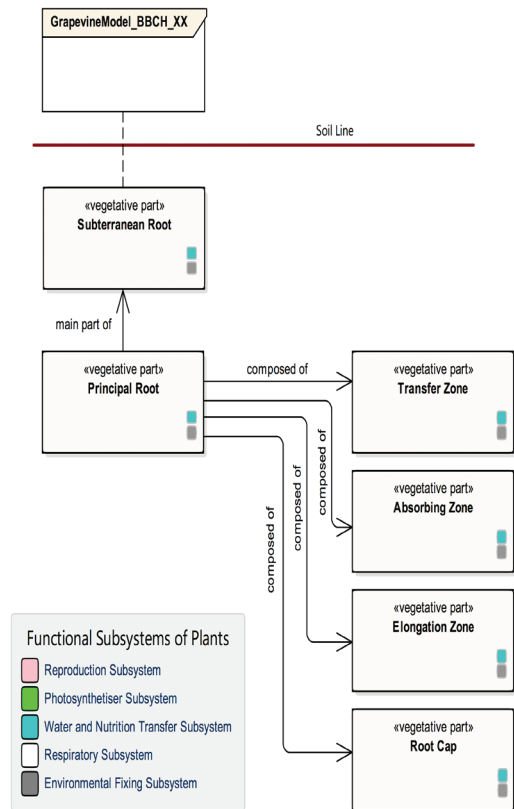 GrapevineModel_BBCH_XX
Soil Line
«vegetative part»
Subterranean Root
main part of
«vegetative part»
Principal Root
composed of
«vegetative part»
Transfer Zone
composed of
«vegetative part»
Absorbing Zone
composed of
«vegetative part»
Elongation Zone
composed of
«vegetative part»
Root Cap
Functional Subsystems of Plants
Reproduction Subsystem
Photosynthetiser Subsystem
Water and Nutrition Transfer Subsystem
Respiratory Subsystem
Environmental Fixing Subsystem